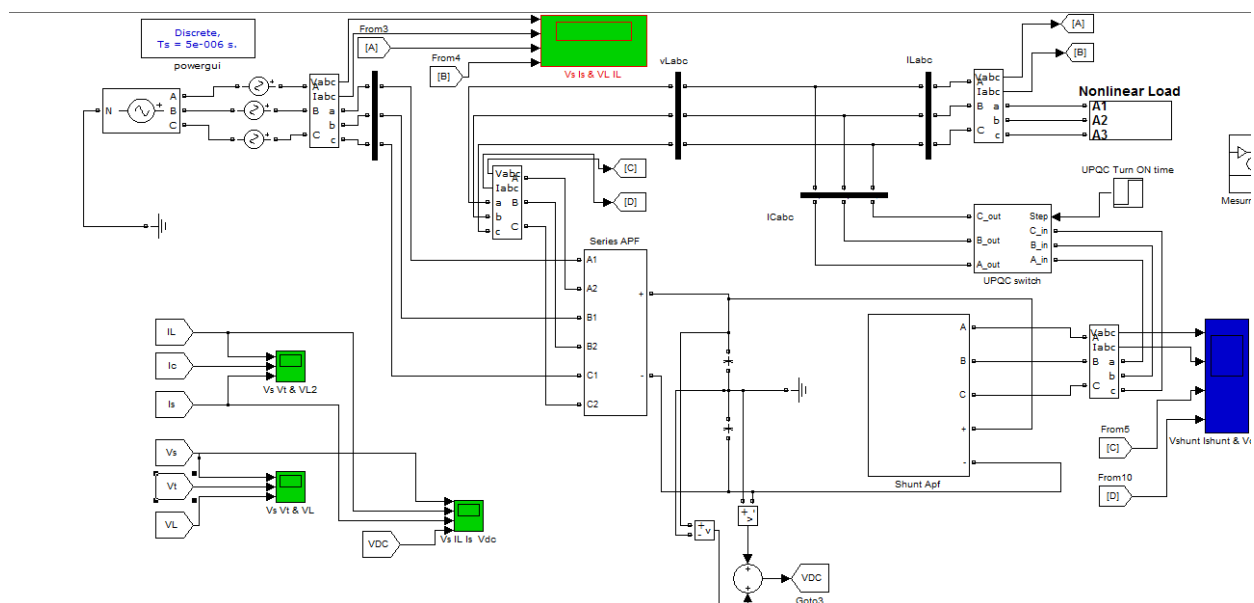 Discrete,
Ts = 5e-006 s.
powergui
From3
[A]
From4
[B]
Vs Is & VL IL
vLabc
ILabc
[A]
[B]
Nonlinear Load
A1
A2
A3
N
A
B
C
A
B
C
Vabc
Iabc
a
b
c
Vabc
Iabc
A
B
C
a
b
c
Vabc
Iabc
a
b
c
A
B
C
[C]
[D]
ICabc
UPQC Turn ON time
C_out
B_out
A_out
Step
C_in
B_in
A_in
UPQC switch
Series APF
A1
A2
B1
B2
C1
C2
+
-
A
B
C
+
-
Shunt Apf
Vabc
Iabc
A
B
C
a
b
c
From5
[C]
From10
[D]
Vshunt Ishunt &
IL
Ic
Is
Vs Vt & VL2
Vs
Vt
VL
Vs Vt & VL
VDC
Vs IL Is Vdc
+
-
v
+
-
v
+
+
VDC
Goto3